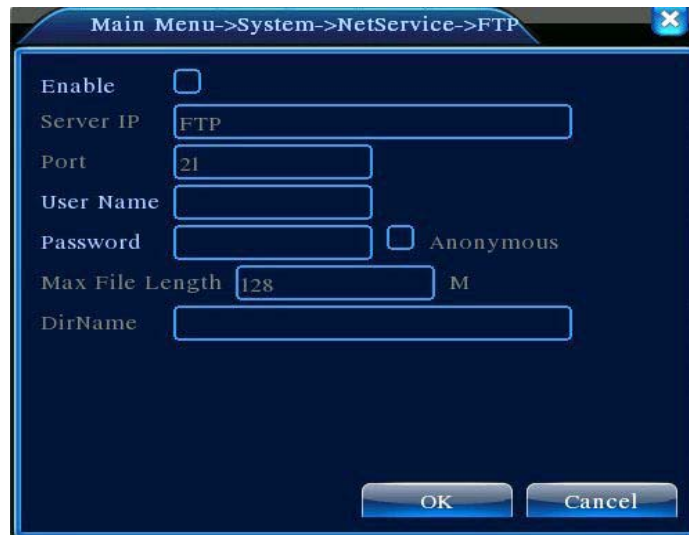 Main Menu->System->NetService->FTP
Enable
Server IP FTP
Port 21
User Name
Password Anonymous
Max File Length 128 M
DirName
OK Cancel